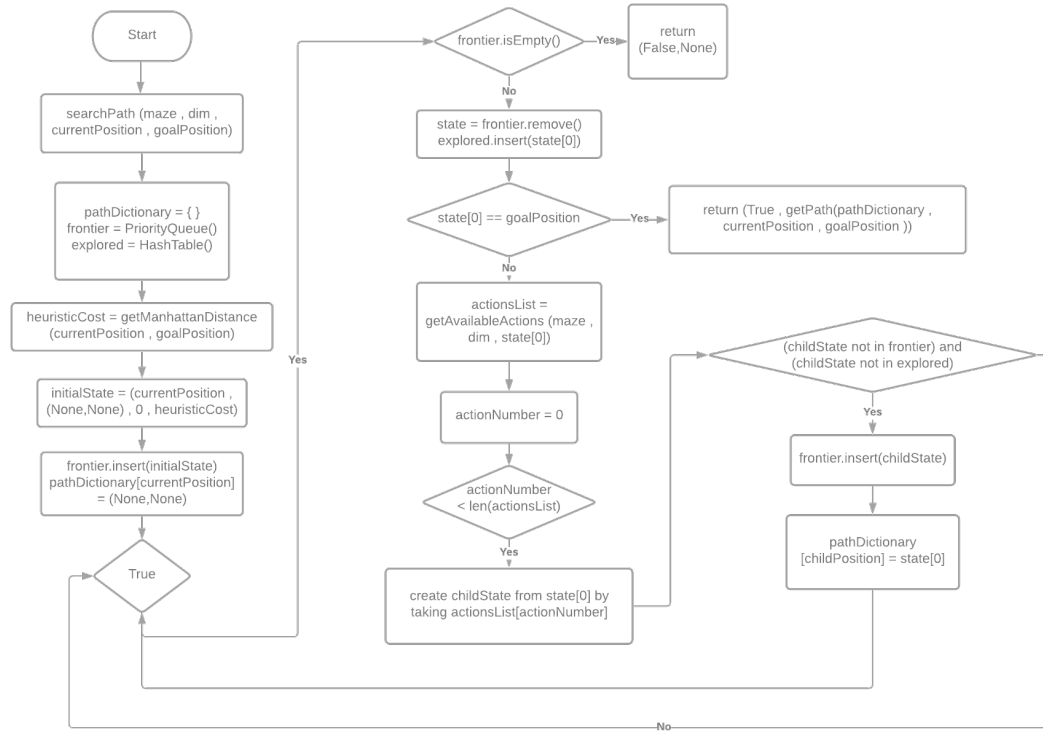 Start
searchPath (maze , dim ,
currentPosition , goalPosition)
pathDictionary = { }
frontier = PriorityQueue()
explored = HashTable()
heuristicCost = getManhattanDistance
(currentPosition , goalPosition)
initialState = (currentPosition ,
(None,None) , 0 , heuristicCost)
frontier.insert(initialState)
pathDictionary[currentPosition]
= (None,None)
True
Yes
frontier.isEmpty()
Yes
return
(False,None)
No
state = frontier.remove()
explored.insert(state[0])
state[0] == goalPosition
Yes
return (True , getPath(pathDictionary ,
currentPosition , goalPosition ))
No
actionsList =
getAvailableActions (maze ,
dim , state[0])
actionNumber = 0
actionNumber
< len(actionsList)
Yes
create childState from state[0] by
taking actionsList[actionNumber]
(childState not in frontier) and
(childState not in explored)
Yes
frontier.insert(childState)
pathDictionary
[childPosition] = state[0]
No